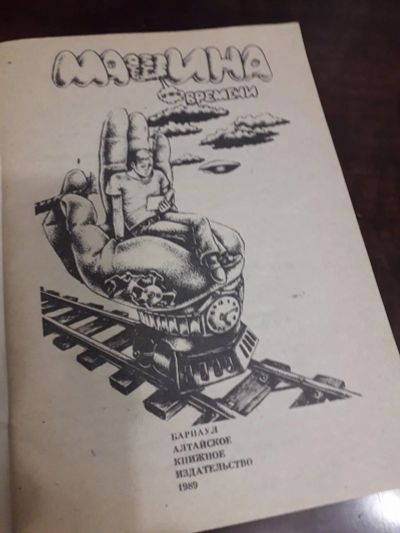 МАШИНА
ВРЕМЕНИ
БАРНАУЛ
АЛТАЙСКОЕ
КНИЖНОЕ
ИЗДАТЕЛЬСТВО
1989